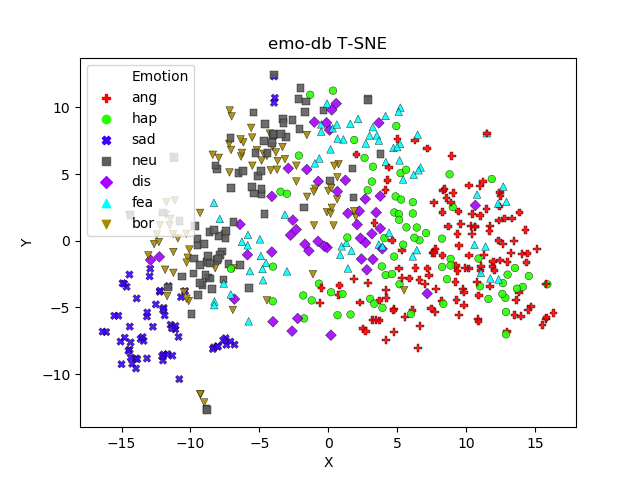 emo-db T-SNE
Emotion
ang
hap
sad
neu
dis
fea
bor
10
5
0
−5
−10
Y
−15
−10
−5
0
5
10
15
X